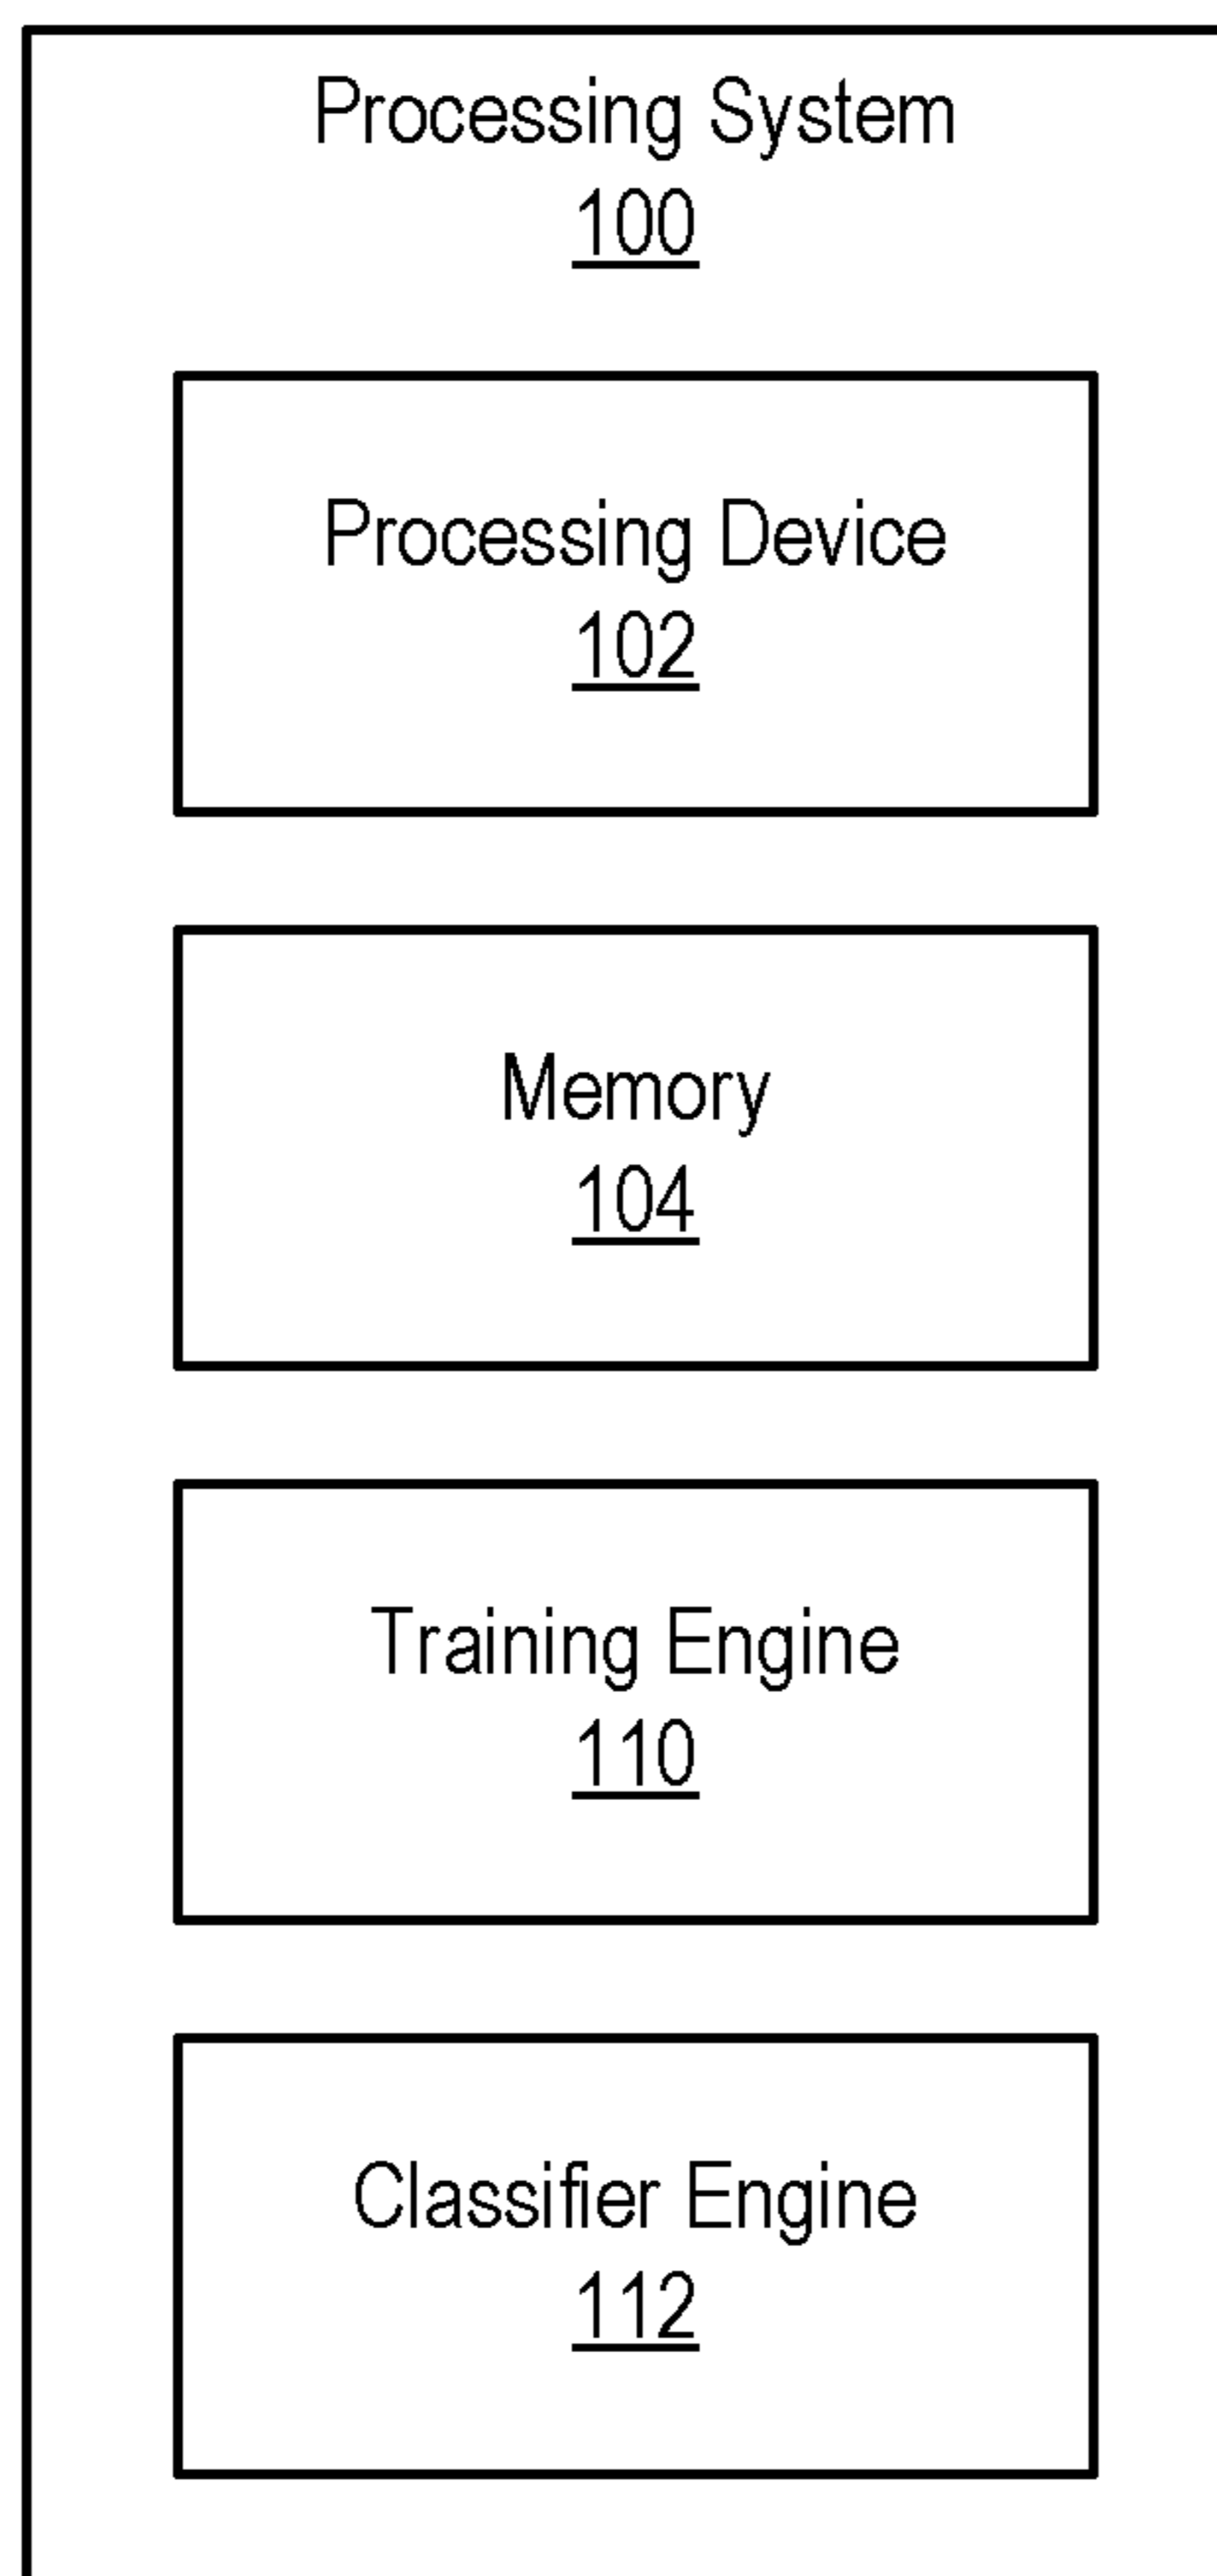 Processing System
100
Processing Device
102
Memory
104
Training Engine
110
Classifier Engine
112